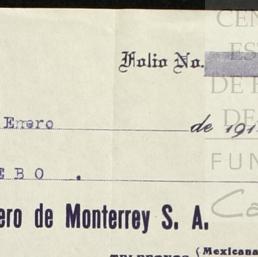 CEN
ES
Folio No.
DE
DE
Enero de 191
FUN
EBO .
Ca
ero de Monterrey S. A.
(Mexicana